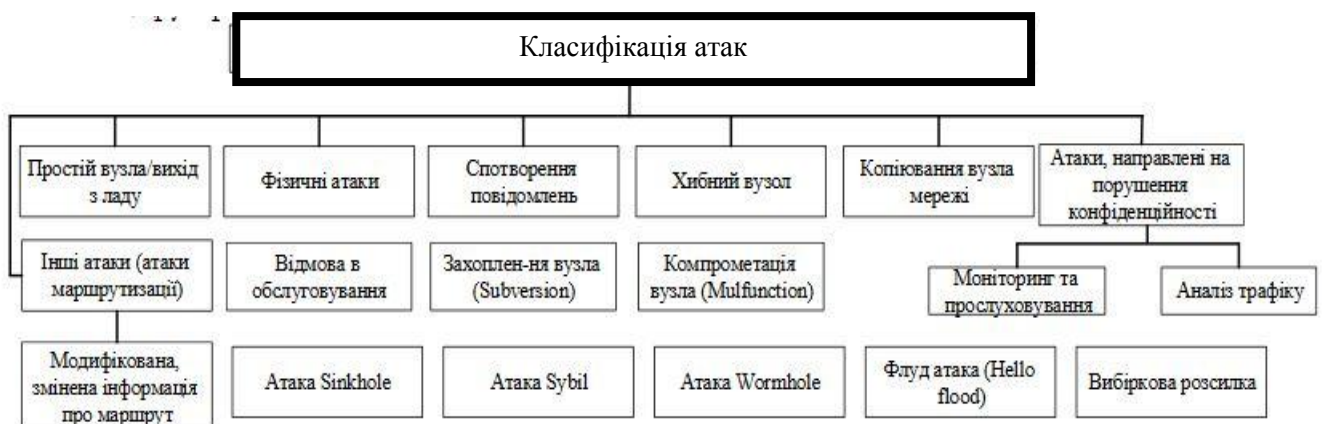 Класифікація атак
Простій вузла/вихід
з ладу
Фізичні атаки
Спотворення
повідомлень
Хибний вузол
Копіювання вузла
мережі
Атаки, направлені на
порушення
конфіденційності
Інші атаки (атаки
маршрутизації)
Відмова в
обслуговування
Захоплен-ня вузла
(Subversion)
Компрометація
вузла (Mulfunction)
Моніторинг та
прослуховування
Аналіз трафіку
Модифікована,
змінена інформація
про маршрут
Атака Sinkhole
Атака Sybil
Атака Wormhole
Флуд атака (Hello
flood)
Вибіркова розсилка